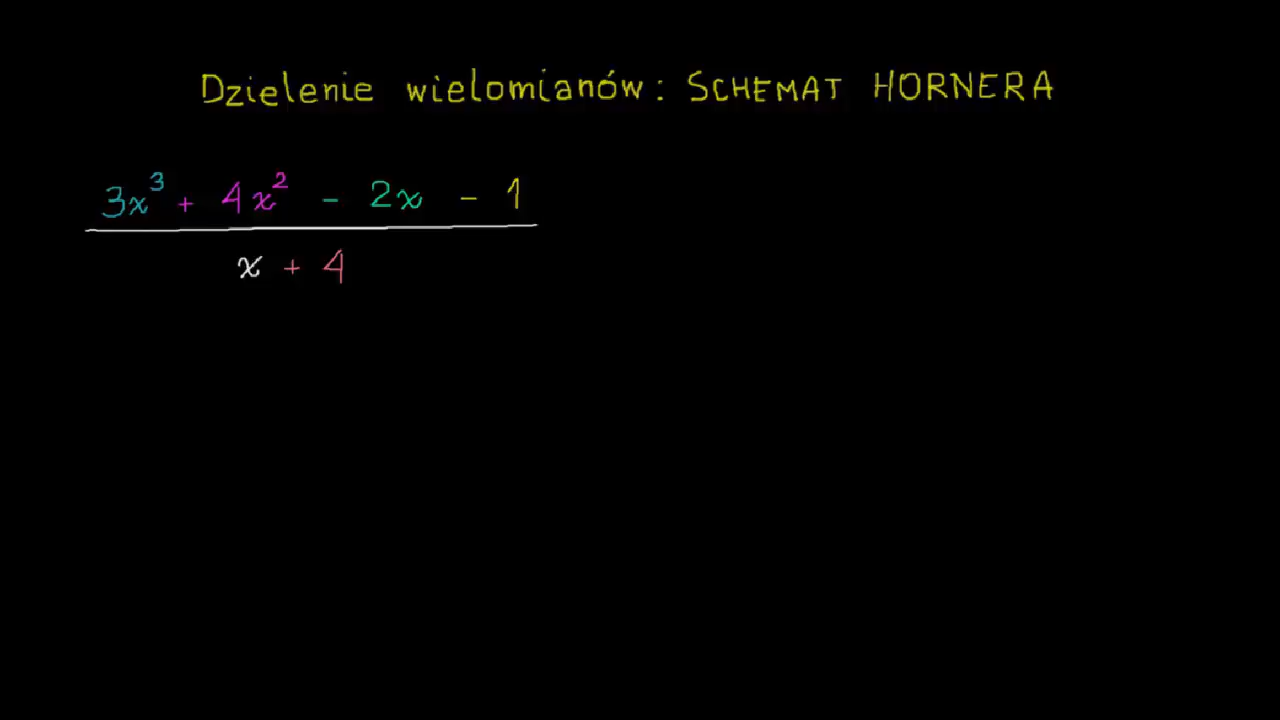 Dzielenie wielomianów: SCHEMAT HORNERA
3x³ + 4x² - 2x - 1
x + 4